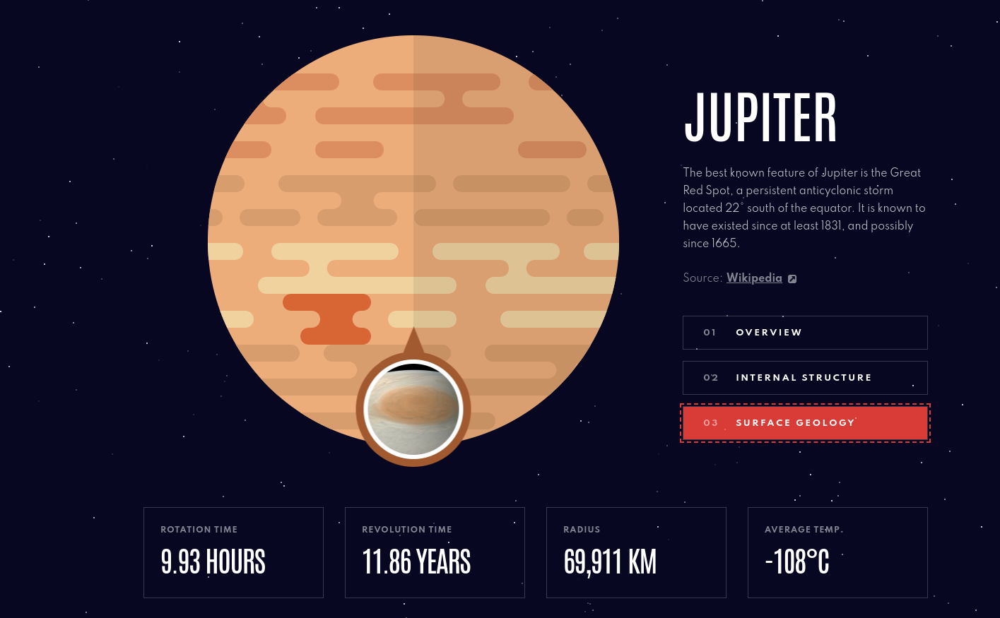 JUPITER
The best known feature of Jupiter is the Great
Red Spot, a persistent anticyclonic storm
located 22° south of the equator. It is known to
have existed since at least 1831, and possibly
since 1665.
Source: Wikipedia
01 OVERVIEW
02 INTERNAL STRUCTURE
03 SURFACE GEOLOGY
ROTATION TIME
9.93 HOURS
REVOLUTION TIME
11.86 YEARS
RADIUS
69,911 KM
AVERAGE TEMP.
-108°C